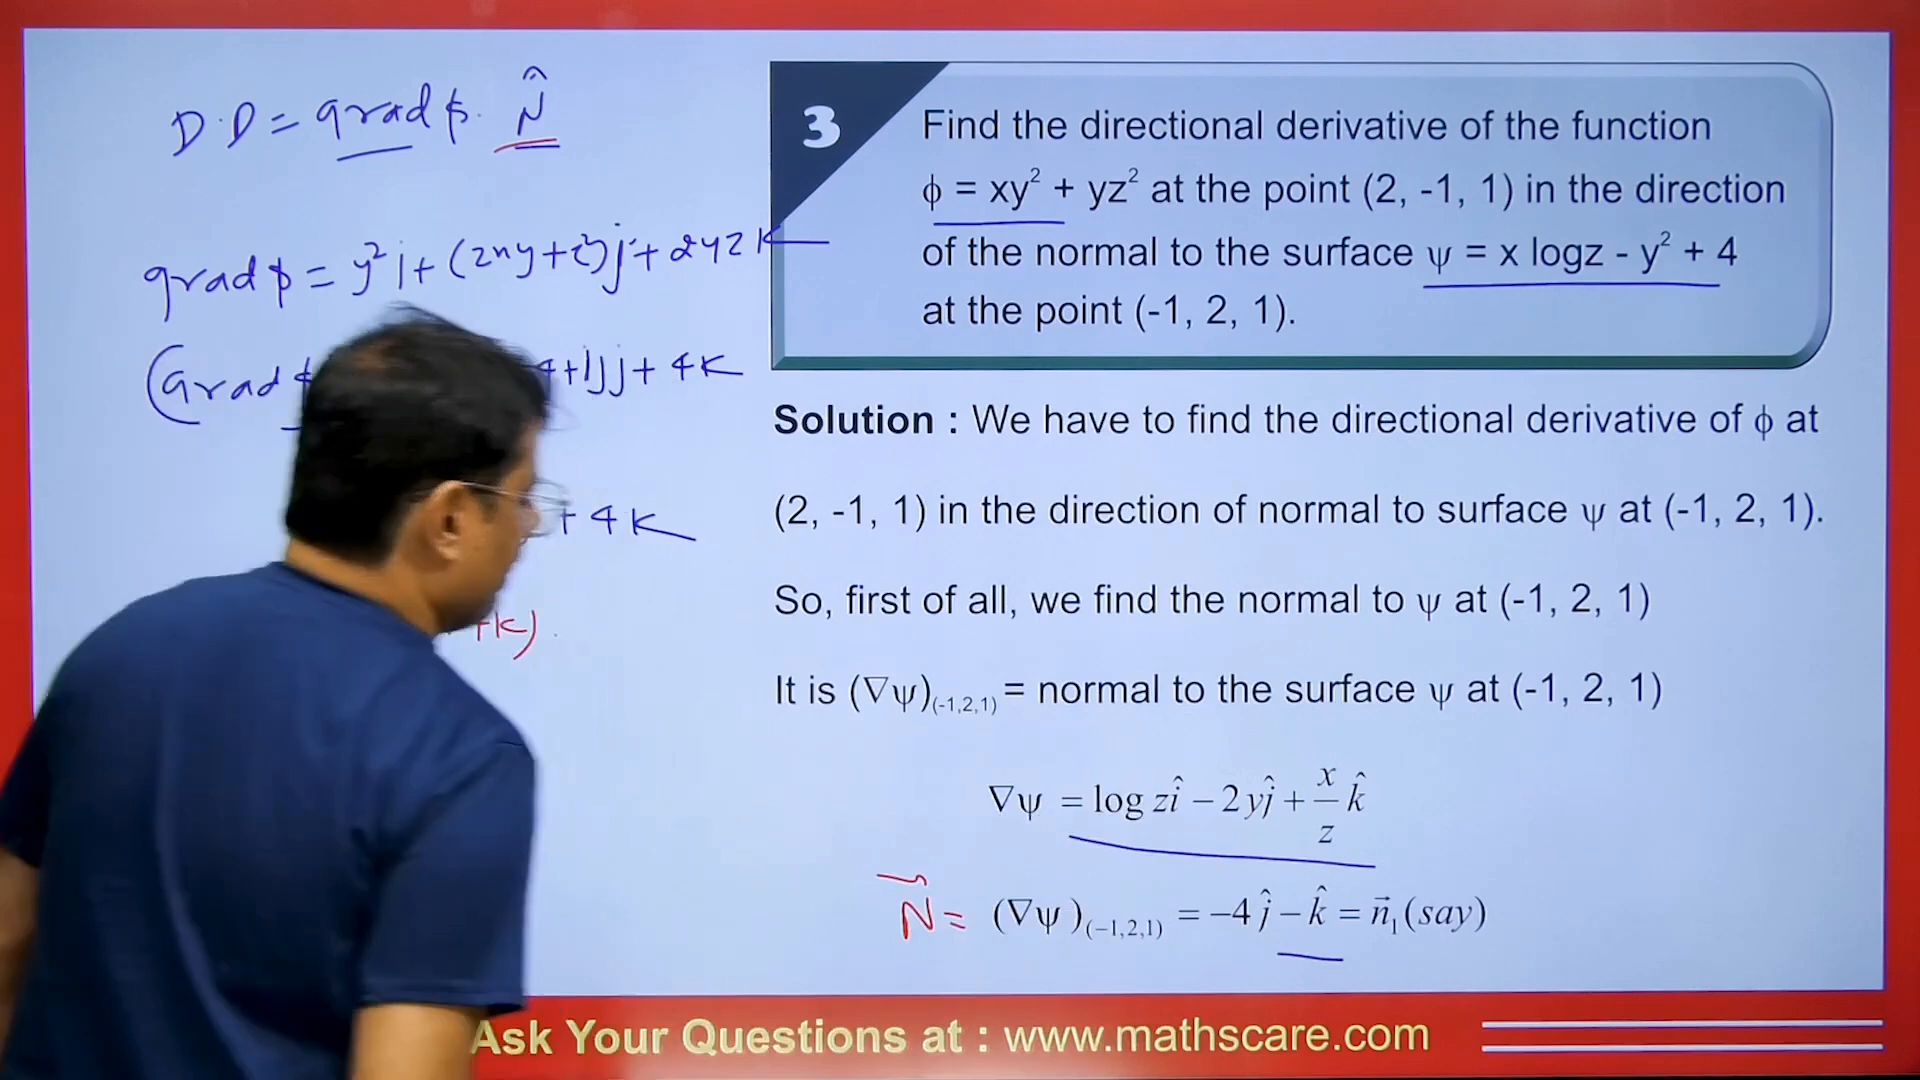 D.D = grad ϕ. N̂
grad ϕ = y²i + (2xy+z²)j + 2yzk
(Grad ϕ +1)j + 4k
+ 4k
+k)
3
Find the directional derivative of the function
ϕ = xy² + yz² at the point (2, -1, 1) in the direction
of the normal to the surface ψ = x logz - y² + 4
at the point (-1, 2, 1).
Solution : We have to find the directional derivative of ϕ at
(2, -1, 1) in the direction of normal to surface ψ at (-1, 2, 1).
So, first of all, we find the normal to ψ at (-1, 2, 1)
It is (∇ψ)₍₋₁,₂,₁₎ = normal to the surface ψ at (-1, 2, 1)
∇ψ = log zî − 2yĵ + x/z k̂
N⃗ = (∇ψ)₍₋₁,₂,₁₎ = −4ĵ − k̂ = n⃗₁(say)
Ask Your Questions at : www.mathscare.com